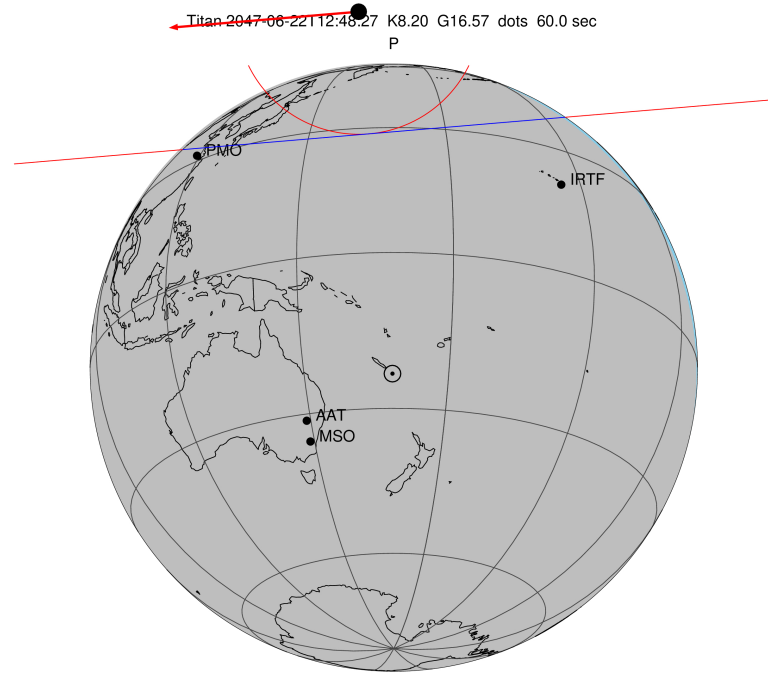 Titan 2047-06-22T12:48:27 K8.20 G16.57 dots 60.0 sec
P
PMO
IRTF
AAT
MSO